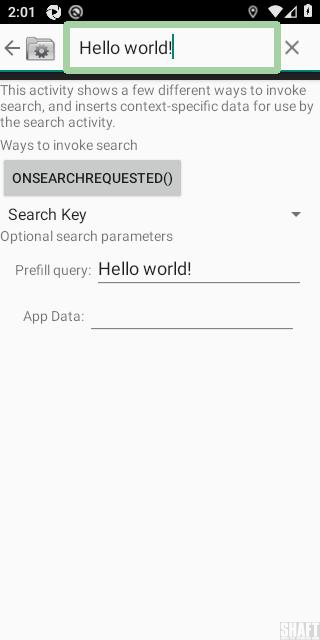 2:01
Hello world!
This activity shows a few different ways to invoke
search, and inserts context-specific data for use by
the search activity.
Ways to invoke search
ONSEARCHREQUESTED()
Search Key
Optional search parameters
Prefill query: Hello world!
App Data:
SHAFT